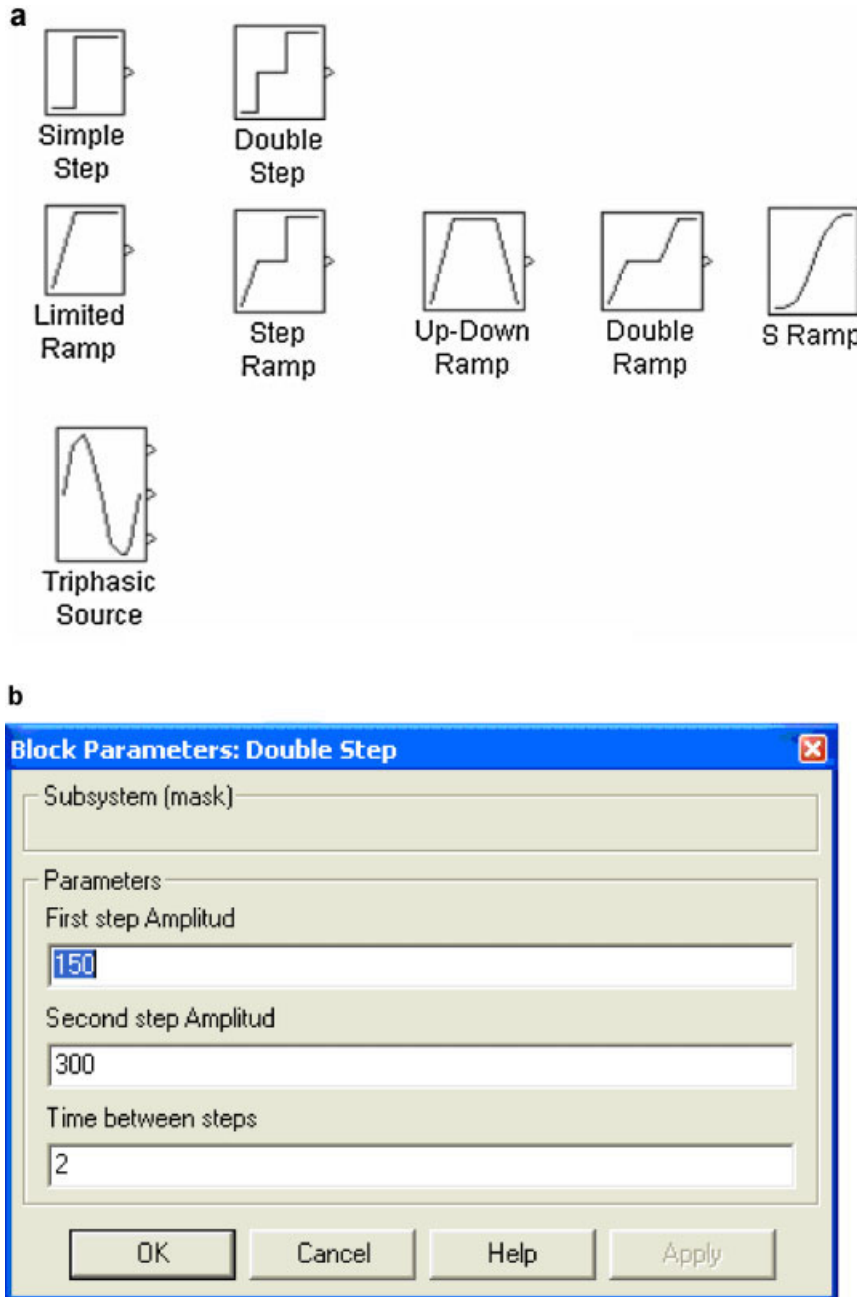 a
Simple
Step
Double
Step
Limited
Ramp
Step
Ramp
Up-Down
Ramp
Double
Ramp
S Ramp
Triphasic
Source
b
Block Parameters: Double Step
Subsystem (mask)
Parameters
First step Amplitud
150
Second step Amplitud
300
Time between steps
2
OK
Cancel
Help
Apply